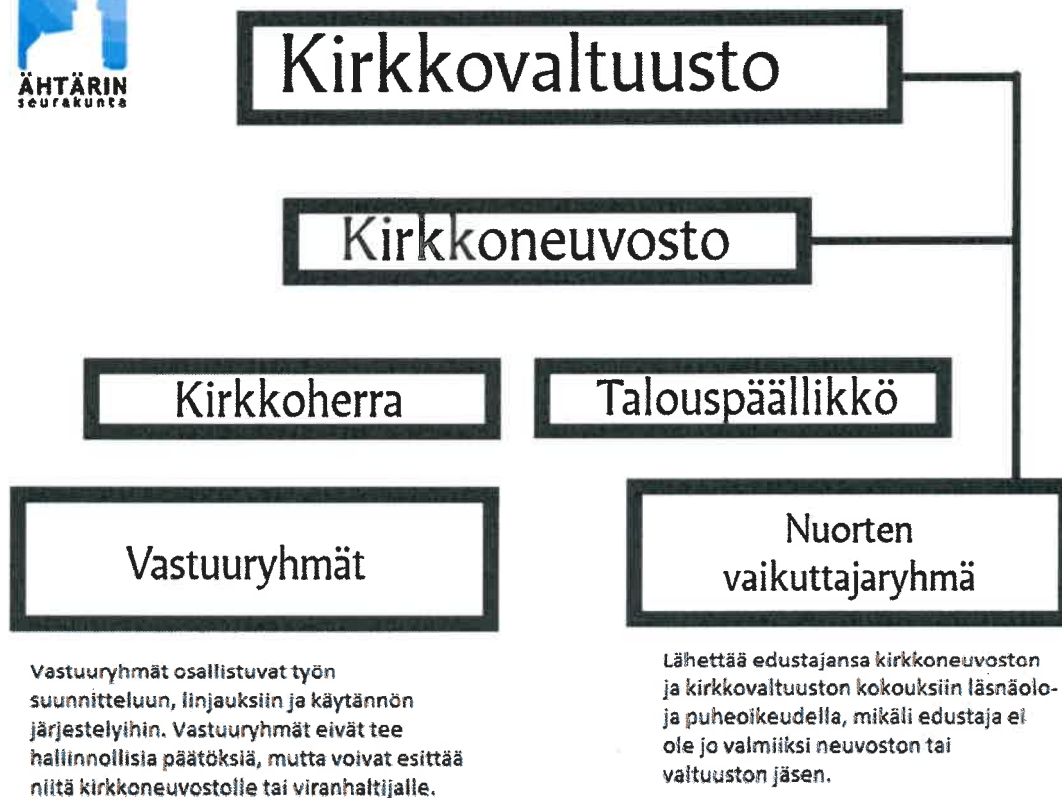 ÄHTÄRIN
seurakunta
Kirkkovaltuusto
Kirkkoneuvosto
Kirkkoherra
Talouspäällikkö
Vastuuryhmät
Nuorten
vaikuttajaryhmä
Vastuuryhmät osallistuvat työn
suunnitteluun, linjauksiin ja käytännön
järjestelyihin. Vastuuryhmät eivät tee
hallinnollisia päätöksiä, mutta voivat esittää
niitä kirkkoneuvostolle tai viranhaltijalle.
Lähettää edustajansa kirkkoneuvoston
ja kirkkovaltuuston kokouksiin läsnäolo-
ja puheoikeudella, mikäli edustaja ei
ole jo valmiiksi neuvoston tai
valtuuston jäsen.